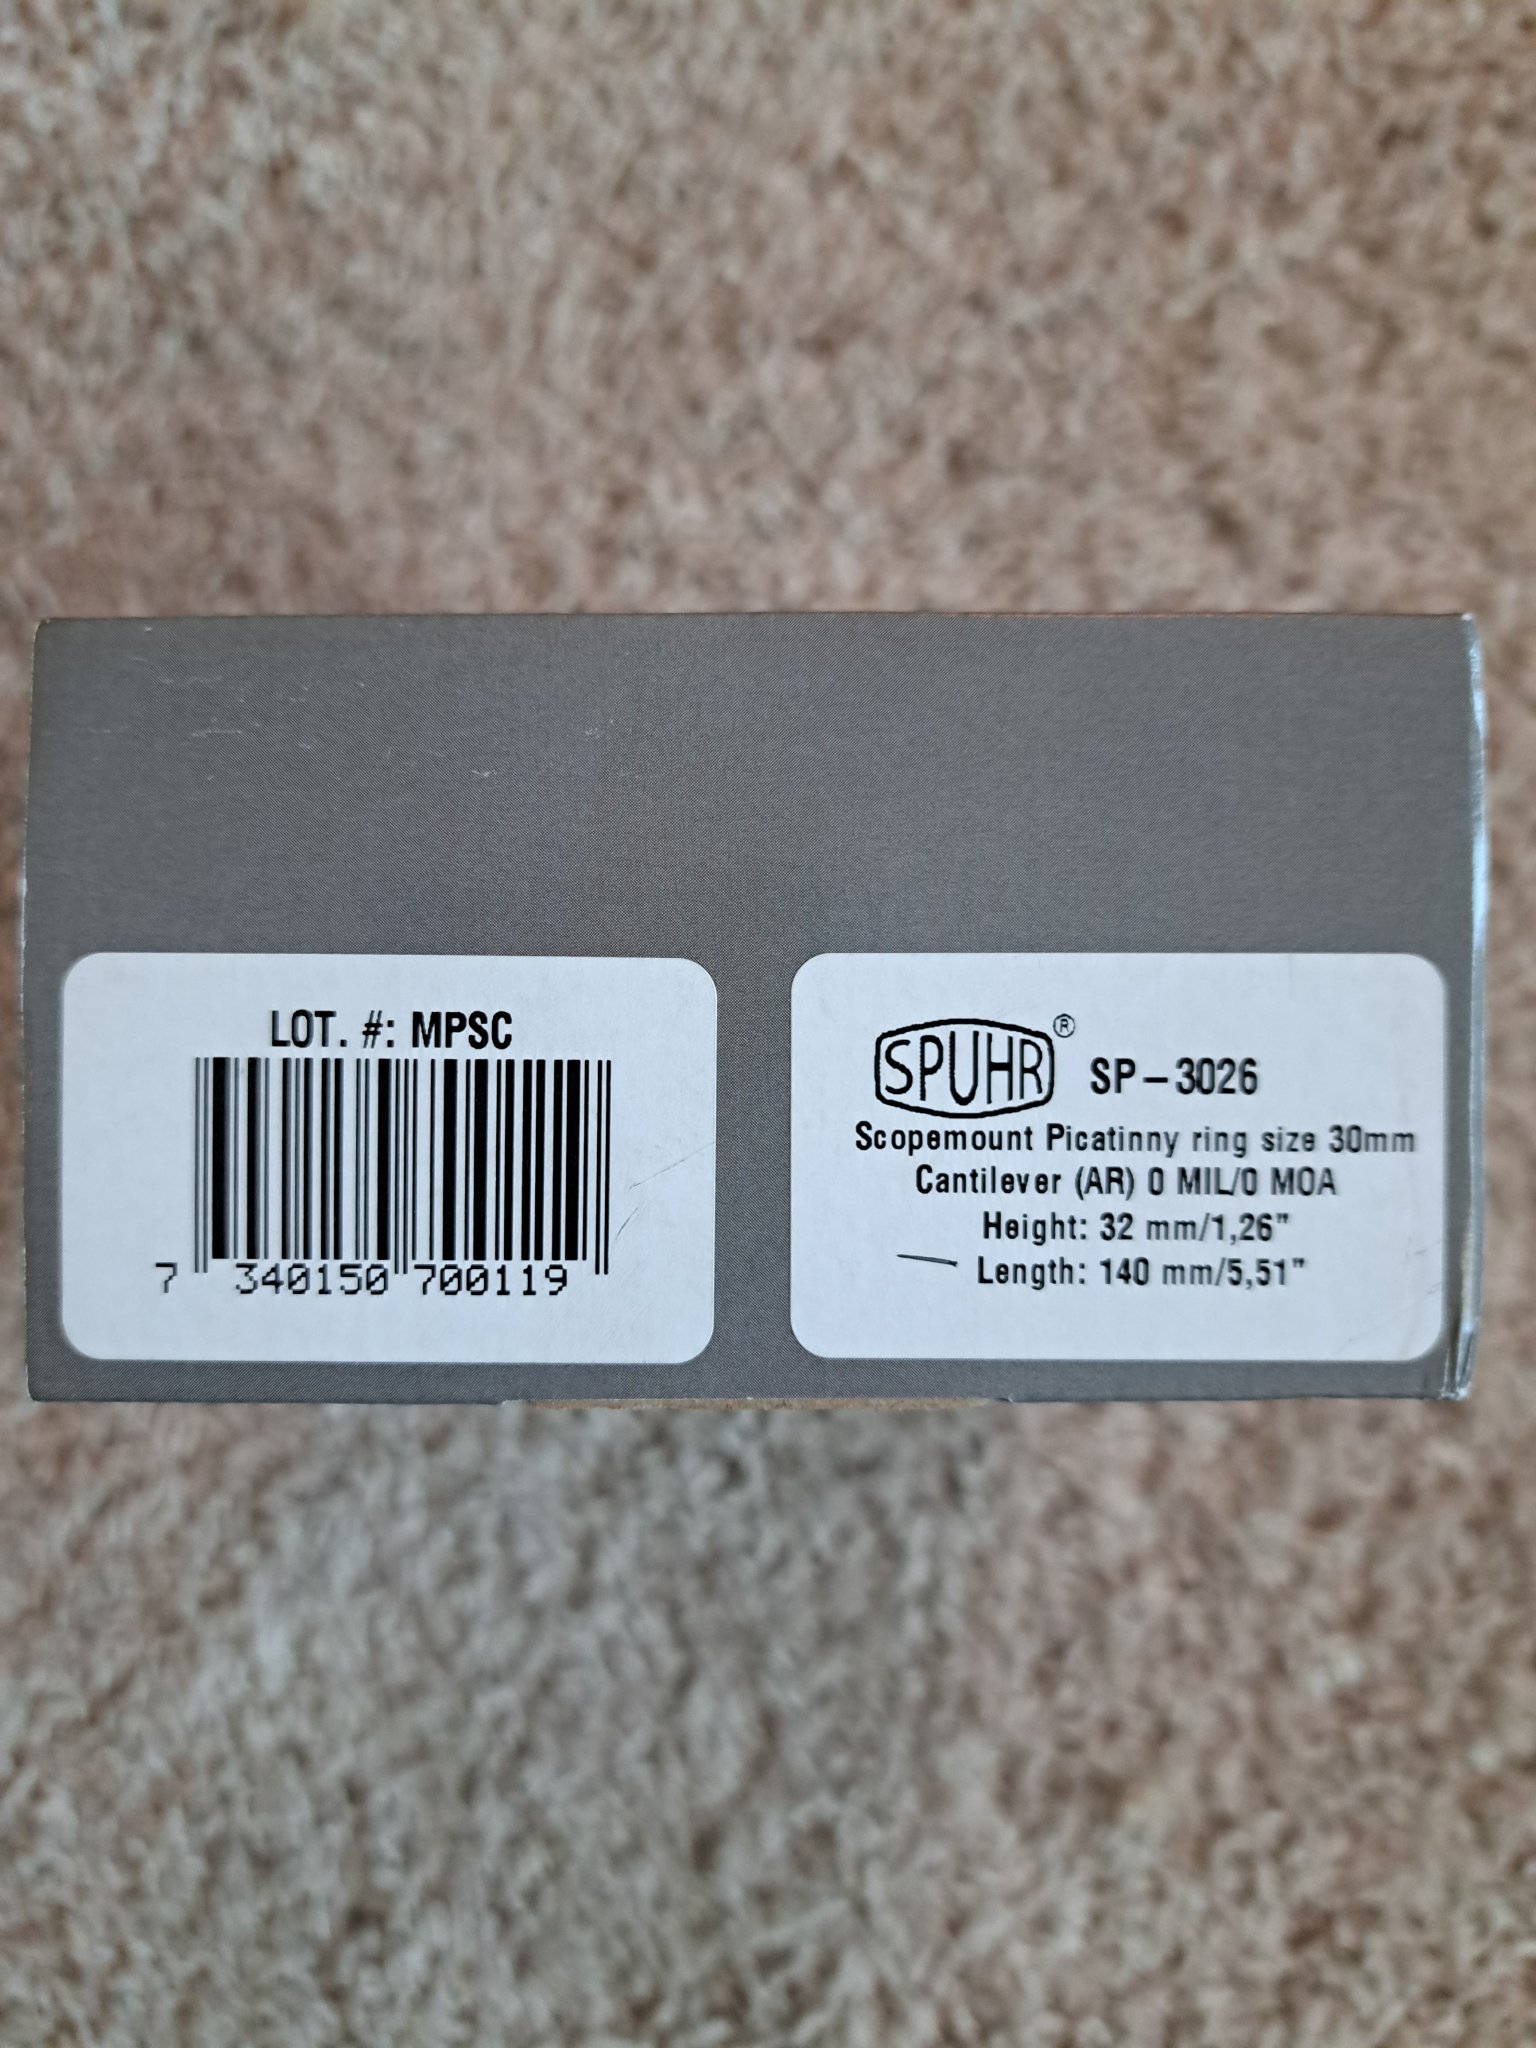 LOT. #: MPSC
7 340150 700119
SPUHR® SP-3026
Scopemount Picatinny ring size 30mm
Cantilever (AR) 0 MIL/0 MOA
Height: 32 mm/1,26”
Length: 140 mm/5,51”